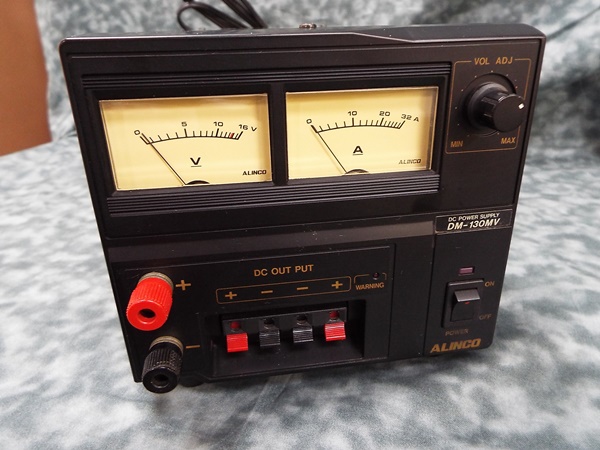 VOL ADJ
MIN MAX
0 5 10 16 V
V
ALINCO
0 10 20 32 A
A
ALINCO
DC POWER SUPPLY
DM-130MV
DC OUT PUT
+ − − +
WARNING
+
−
ON
OFF
POWER
ALINCO